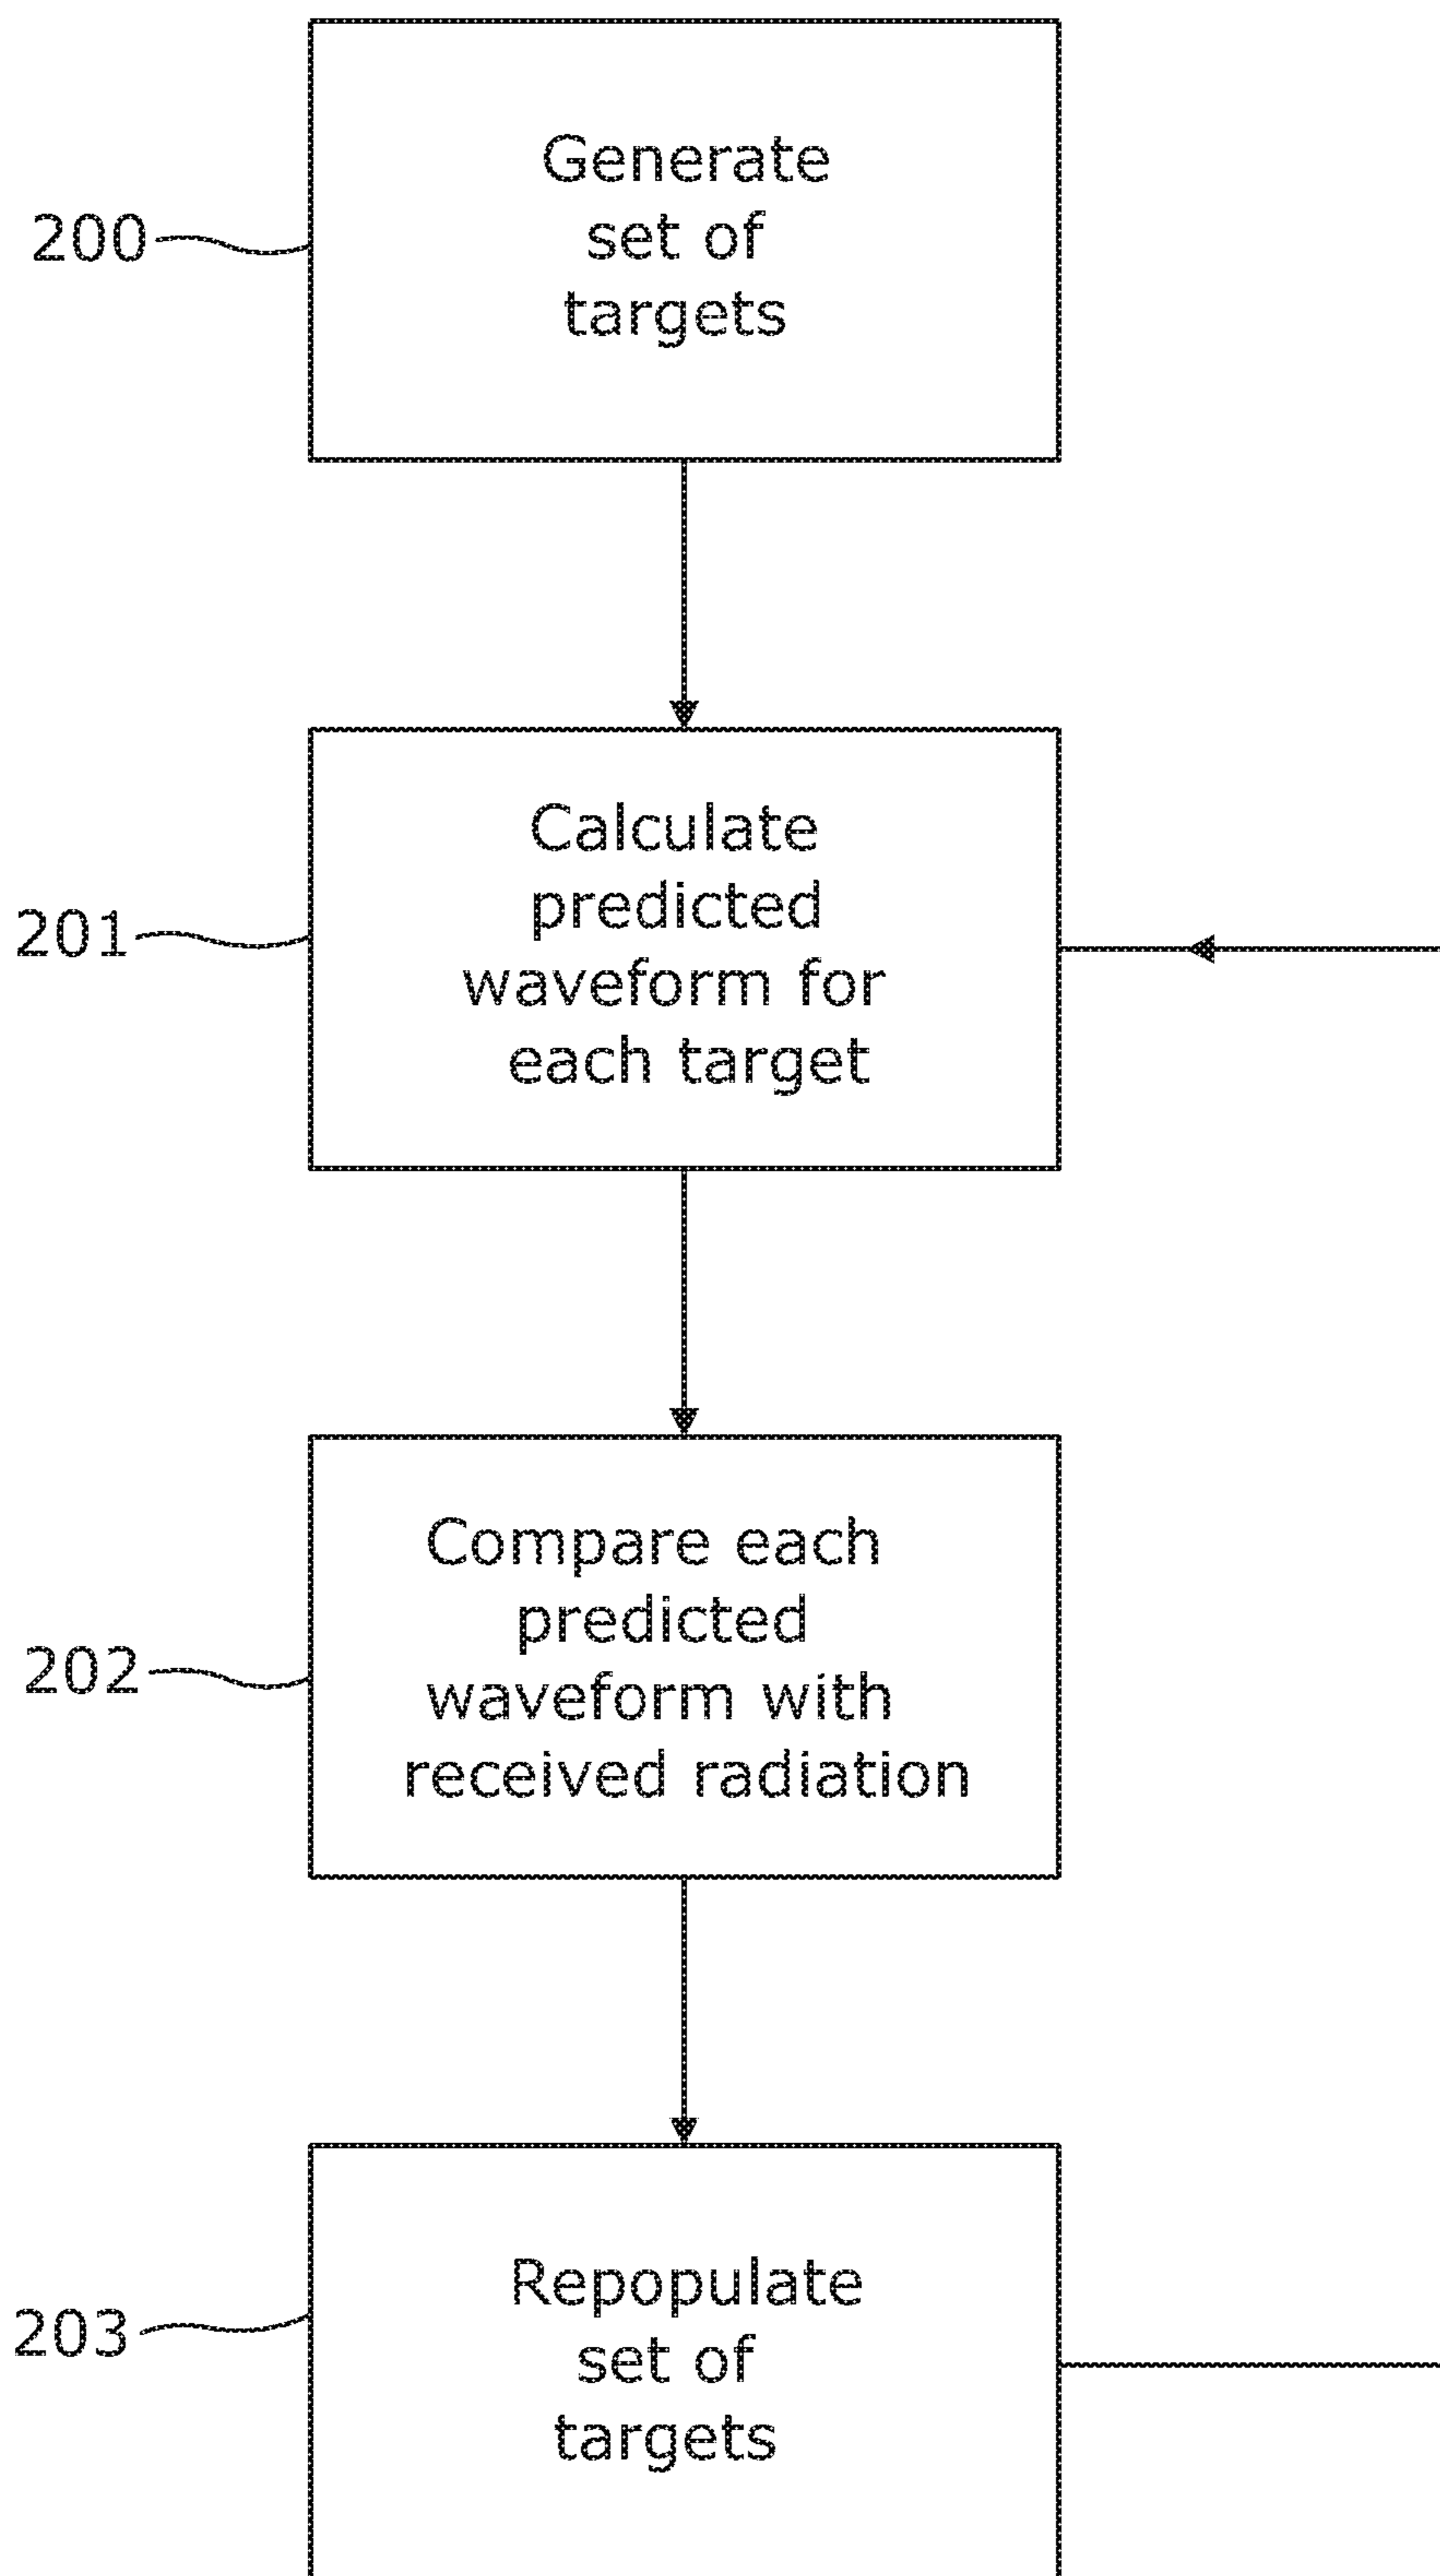 Generate
set of
targets
200
Calculate
predicted
waveform for
each target
201
Compare each
predicted
waveform with
received radiation
202
Repopulate
set of
targets
203